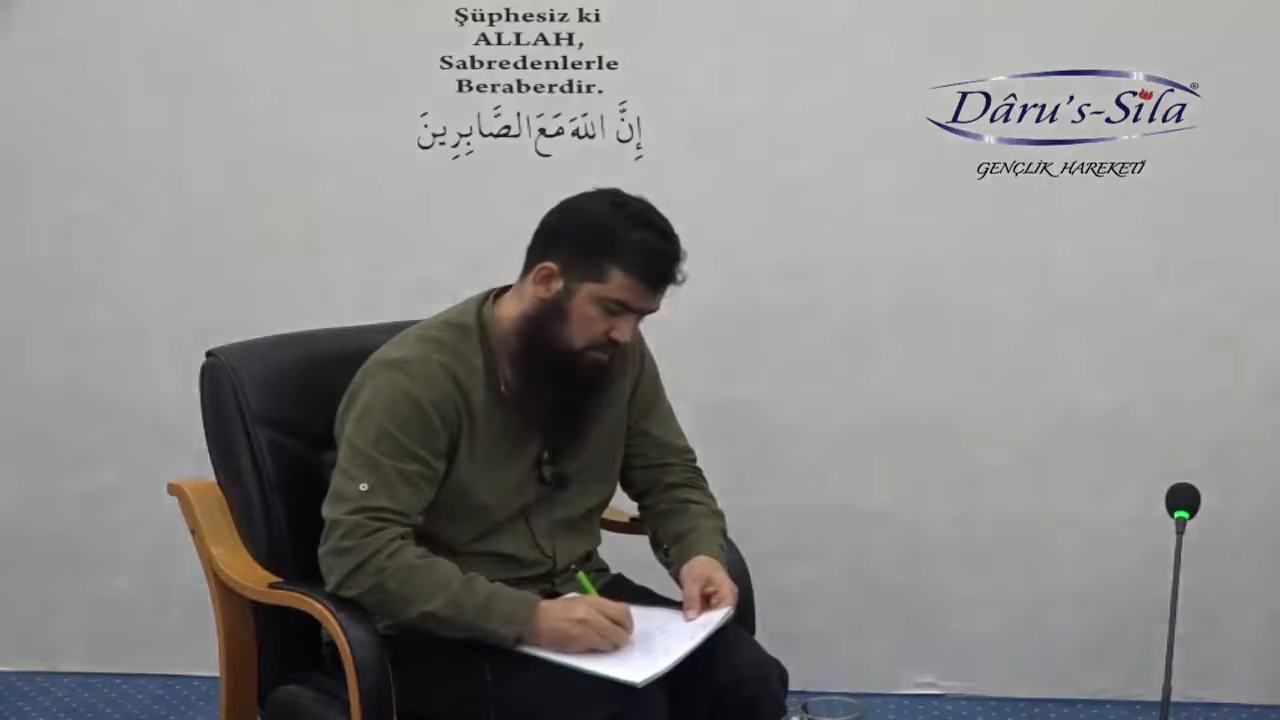 Şüphesiz ki
ALLAH,
Sabredenlerle
Beraberdir.
إِنَّ اللَّهَ مَعَ الصَّابِرِينَ
Dâru's-Sıla®
GENÇLİK HAREKETİ